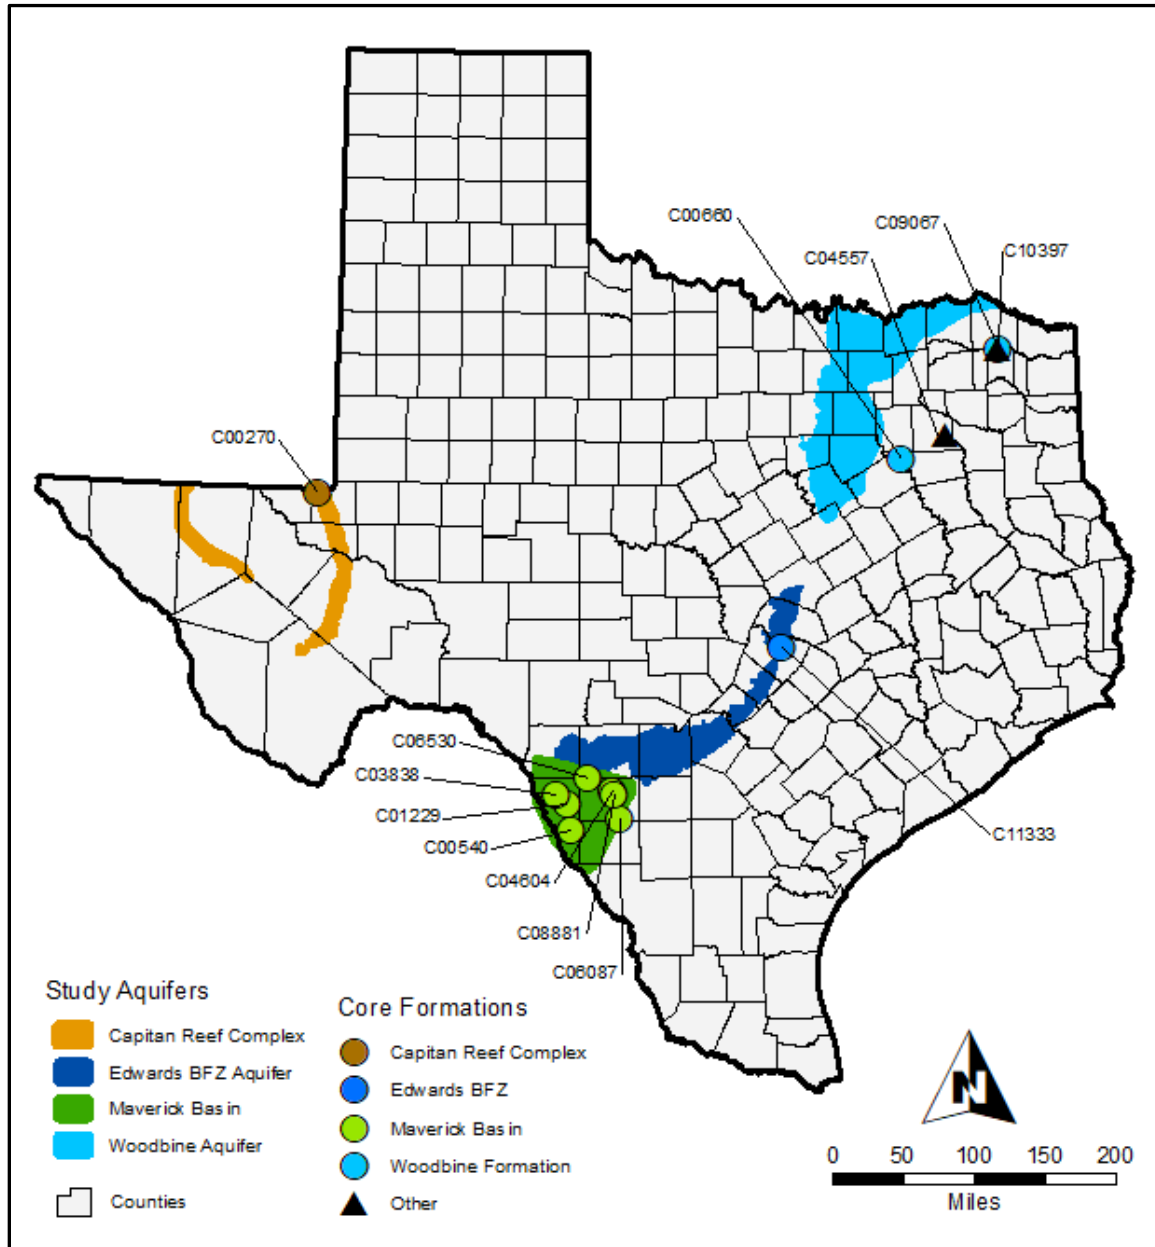 C00660
C09067
C04557
C10397
C00270
C06530
C03838
C01229
C00540
C04604
C08881
C06087
C11333
Study Aquifers
Capitan Reef Complex
Edwards BFZ Aquifer
Maverick Basin
Woodbine Aquifer
Counties
Core Formations
Capitan Reef Complex
Edwards BFZ
Maverick Basin
Woodbine Formation
Other
N
0 50 100 150 200
Miles